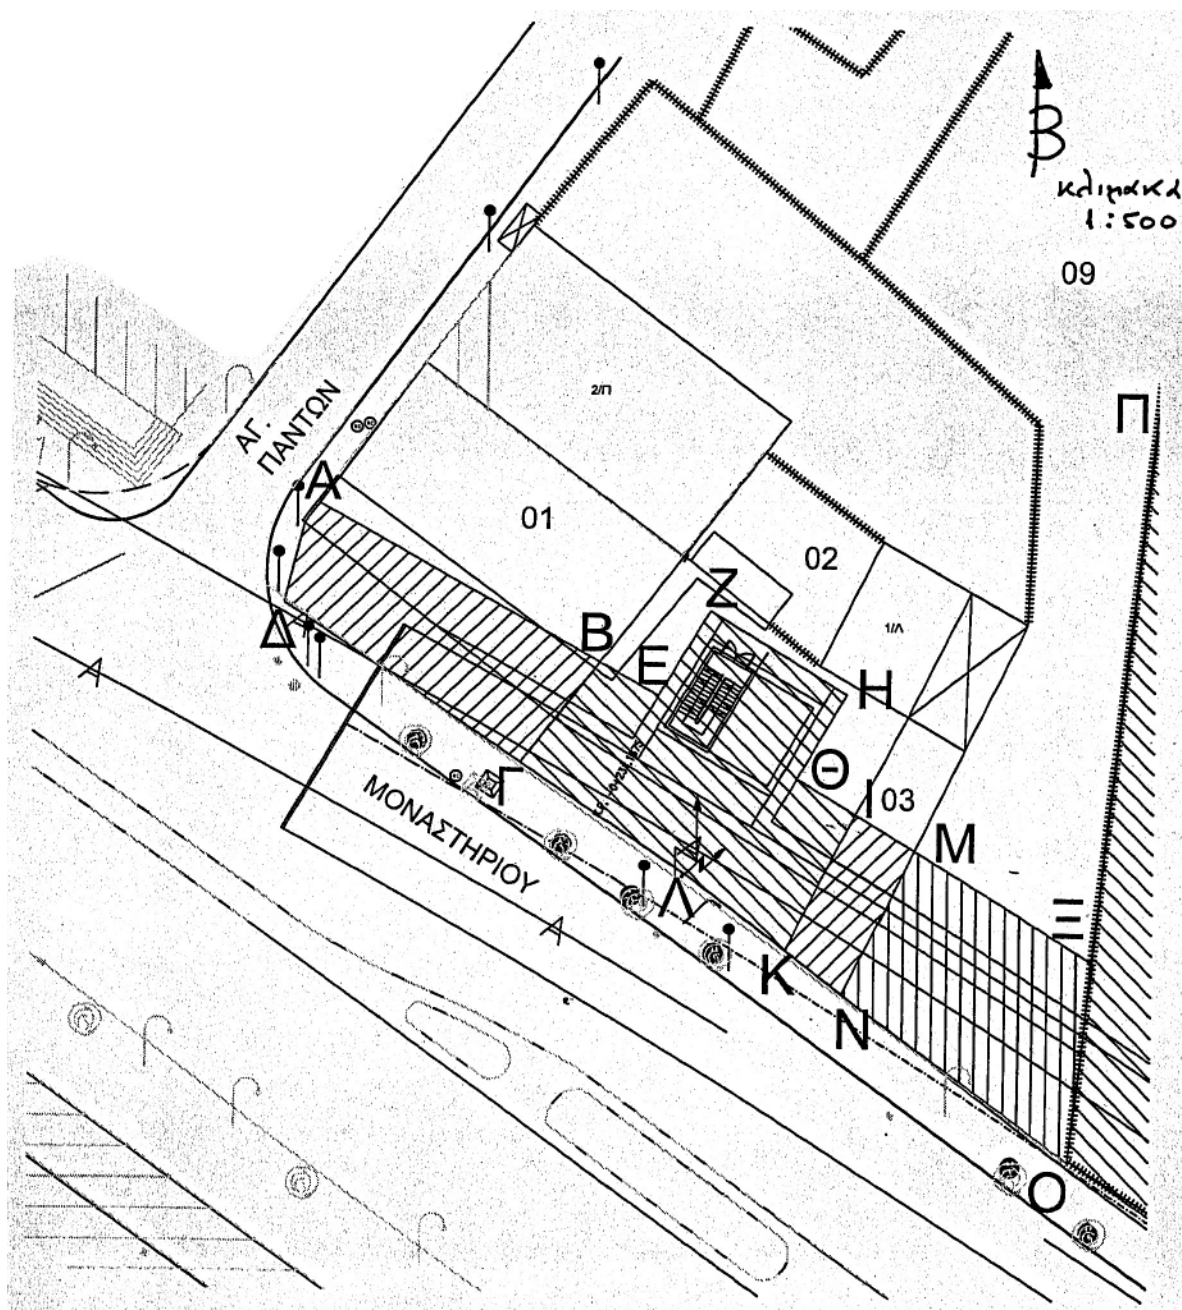 Β
κλιμακα
1:500
09
Π
2/Π
ΑΓ.
ΠΑΝΤΩΝ
Α
01
02
Ζ
1/Λ
Δ
Β
Ε
Η
Α
Θ
Ι
03
Γ
ΜΟΝΑΣΤΗΡΙΟΥ
Μ
Λ
Ξ
Α
Κ
Ν
Ο